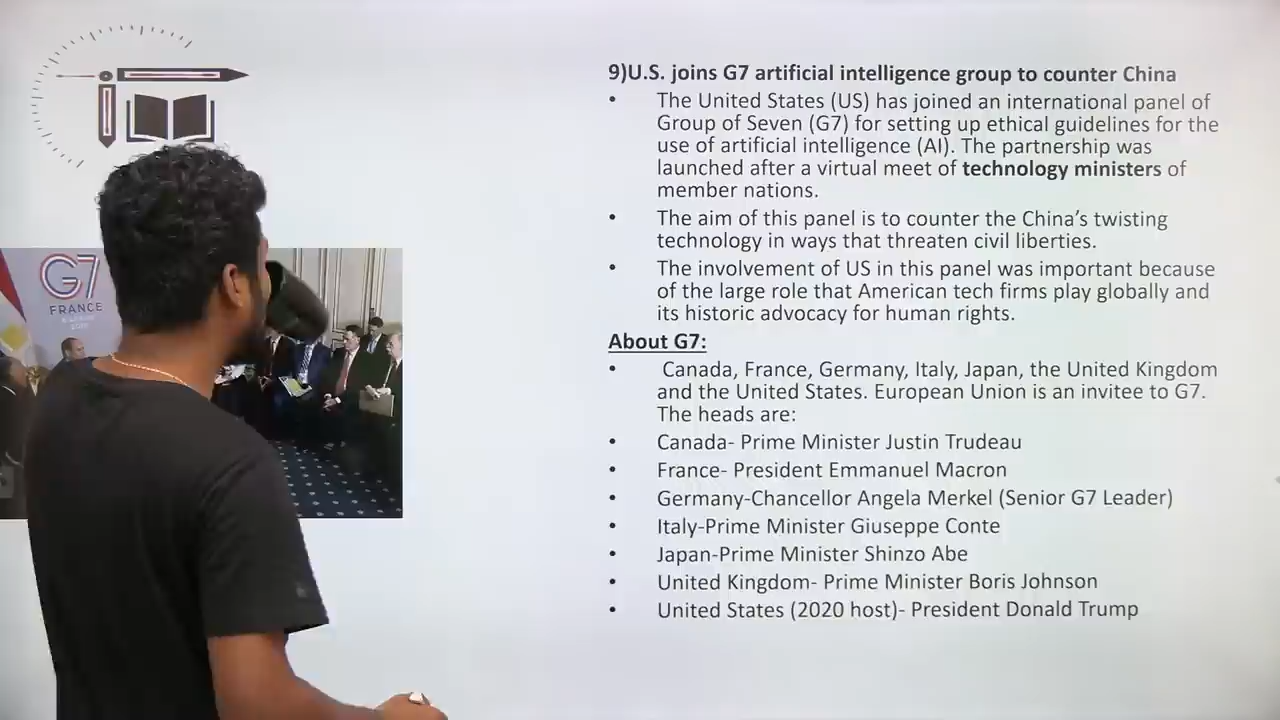 9)U.S. joins G7 artificial intelligence group to counter China
• The United States (US) has joined an international panel of
Group of Seven (G7) for setting up ethical guidelines for the
use of artificial intelligence (AI). The partnership was
launched after a virtual meet of technology ministers of
member nations.
• The aim of this panel is to counter the China's twisting
technology in ways that threaten civil liberties.
• The involvement of US in this panel was important because
of the large role that American tech firms play globally and
its historic advocacy for human rights.
About G7:
• Canada, France, Germany, Italy, Japan, the United Kingdom
and the United States. European Union is an invitee to G7.
The heads are:
• Canada- Prime Minister Justin Trudeau
• France- President Emmanuel Macron
• Germany-Chancellor Angela Merkel (Senior G7 Leader)
• Italy-Prime Minister Giuseppe Conte
• Japan-Prime Minister Shinzo Abe
• United Kingdom- Prime Minister Boris Johnson
• United States (2020 host)- President Donald Trump
G7
FRANCE